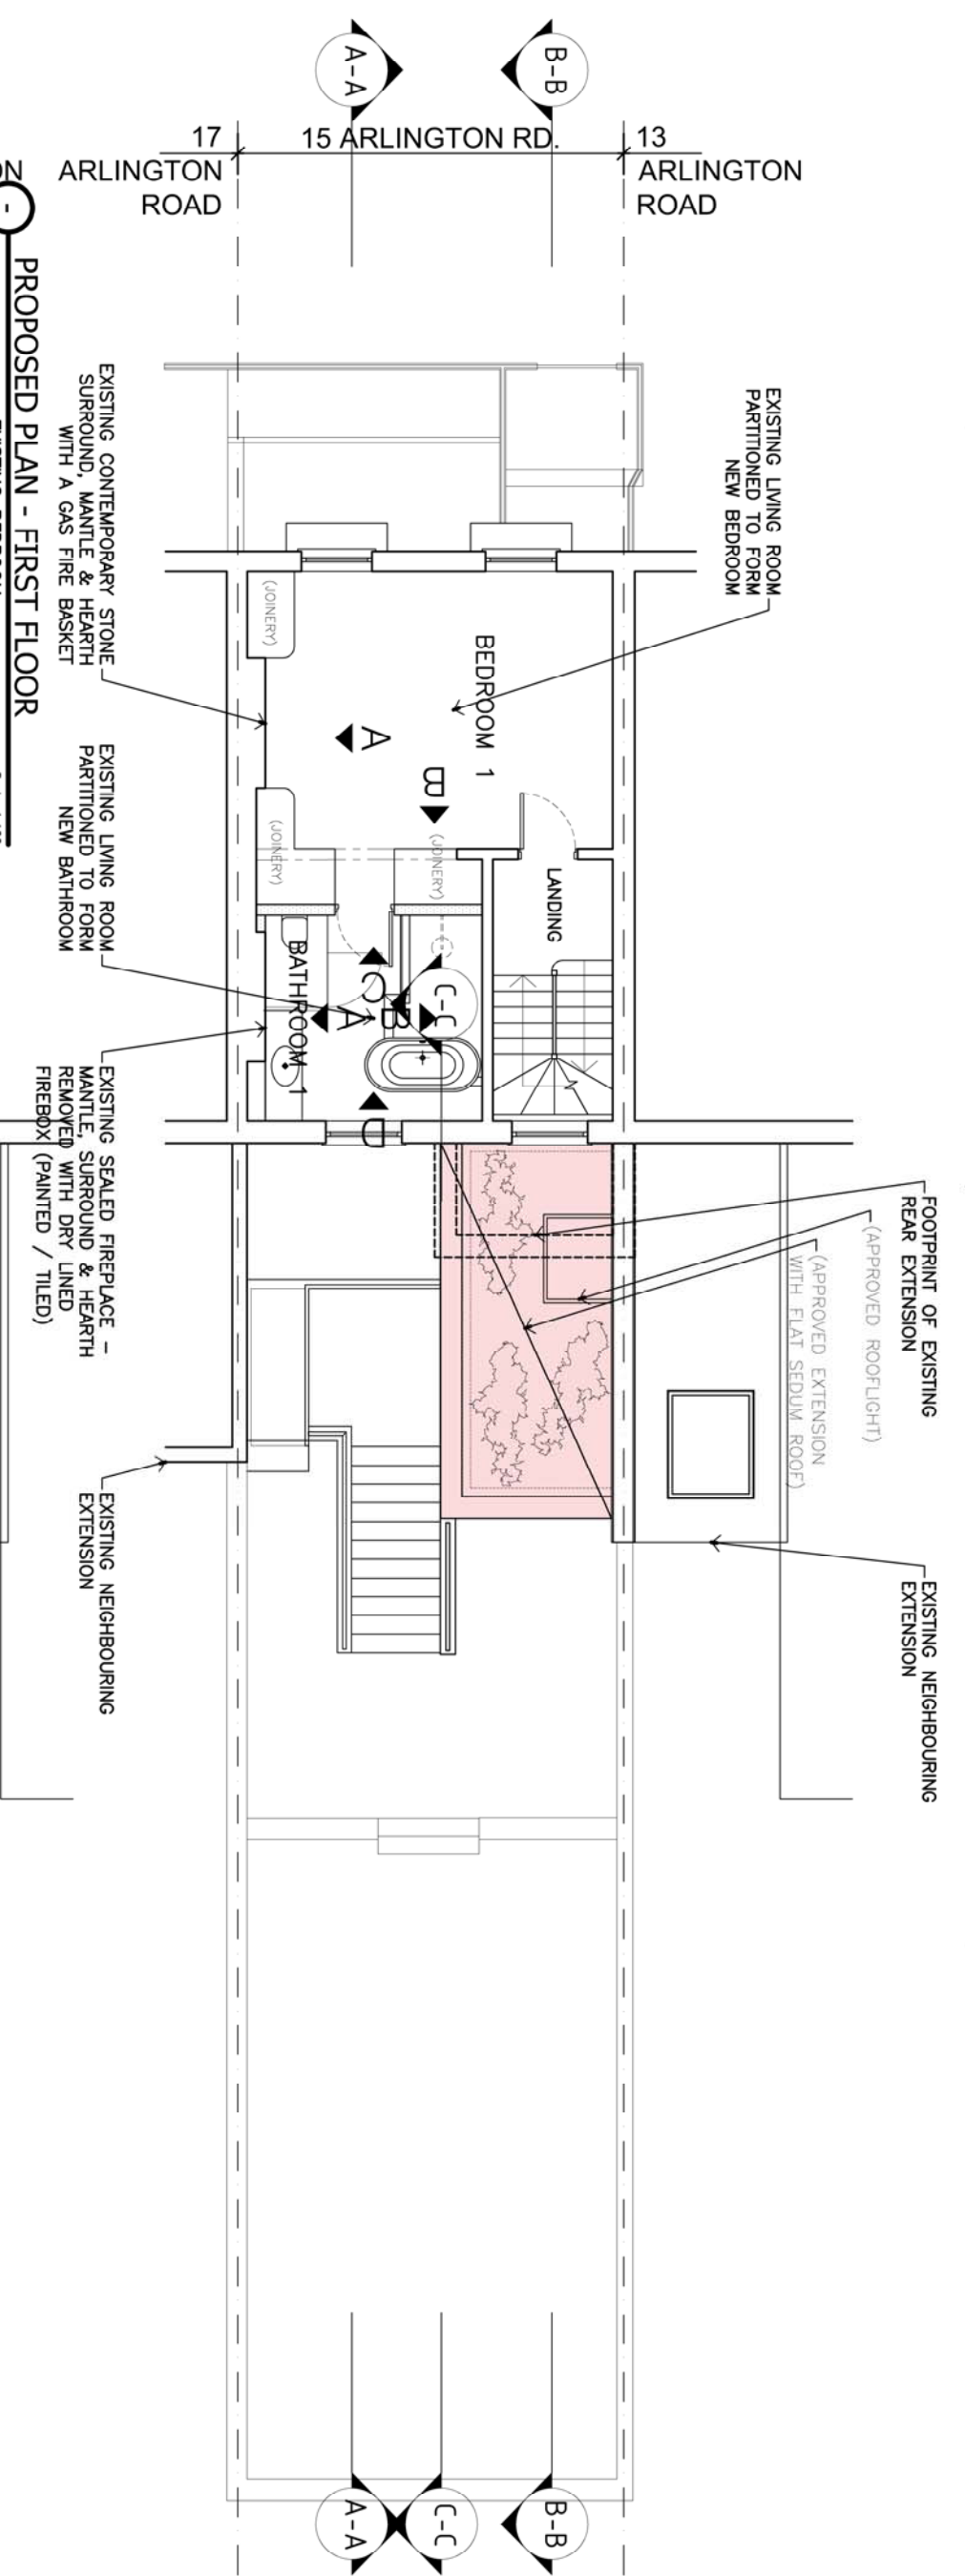 A-A
B-B
17
ARLINGTON
ROAD
15 ARLINGTON RD.
13
ARLINGTON
ROAD
PROPOSED PLAN - FIRST FLOOR
EXISTING LIVING ROOM
PARTITIONED TO FORM
NEW BEDROOM
EXISTING CONTEMPORARY STONE
SURROUND, MANTLE & HEARTH
WITH A GAS FIRE BASKET
(JOINERY)
BEDROOM 1
A
B
(JOINERY)
(JOINERY)
LANDING
EXISTING LIVING ROOM
PARTITIONED TO FORM
NEW BATHROOM
BATHROOM 1
C
C-C
A
B
D
EXISTING SEALED FIREPLACE –
MANTLE, SURROUND & HEARTH
REMOVED WITH DRY LINED
FIREBOX (PAINTED / TILED)
FOOTPRINT OF EXISTING
REAR EXTENSION
(APPROVED ROOFLIGHT)
(APPROVED EXTENSION
WITH FLAT SEDUM ROOF)
EXISTING NEIGHBOURING
EXTENSION
EXISTING NEIGHBOURING
EXTENSION
A-A
C-C
B-B